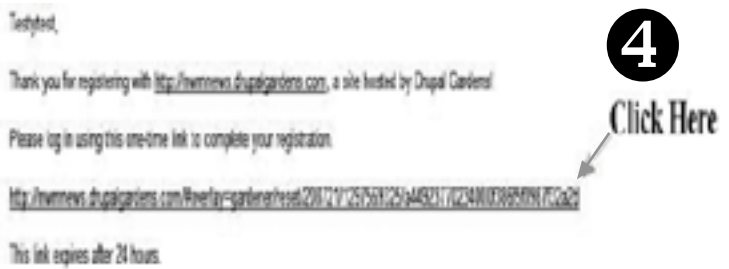 Testytest,
4
Thank you for registering with http://nwmnews.drupalgardens.com, a site hosted by Drupal Gardens!
Click Here
Please log in using this one-time link to complete your registration.
This link expires after 24 hours.